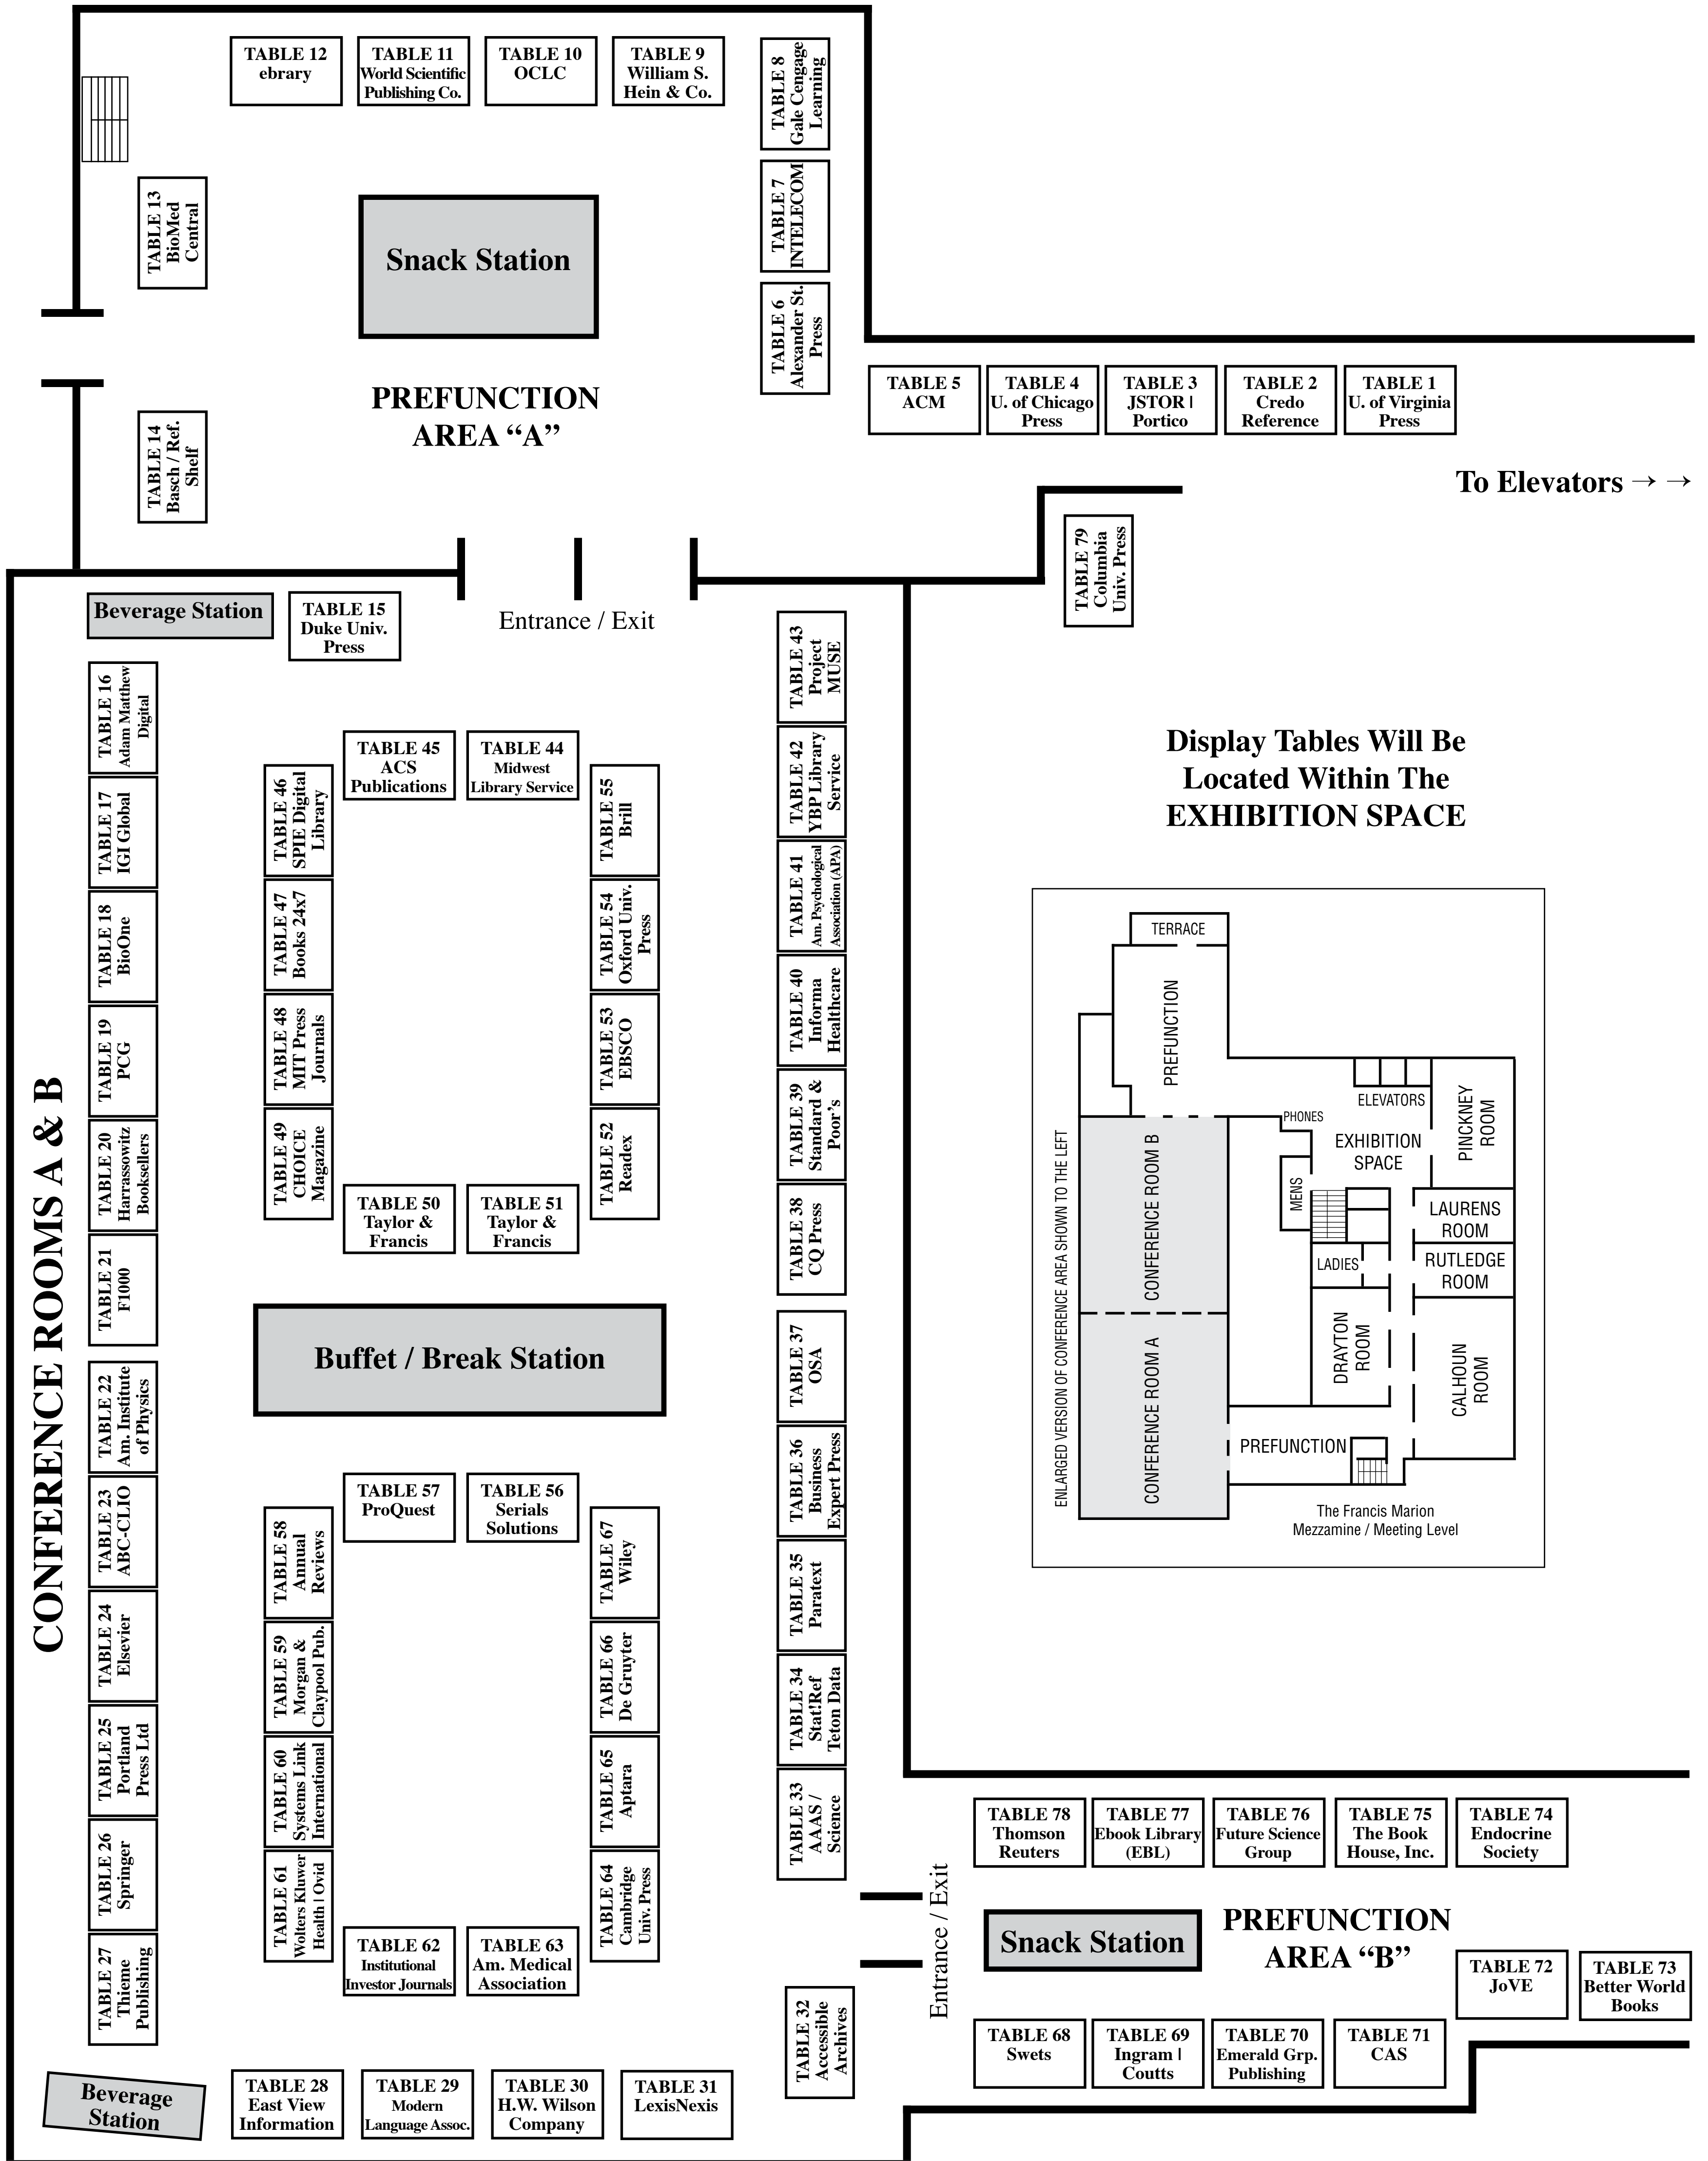 TABLE 12
ebrary
TABLE 11
World Scientific
Publishing Co.
TABLE 10
OCLC
TABLE 9
William S.
Hein & Co.
TABLE 8
Gale Cengage
Learning
TABLE 7
INTELECOM
TABLE 6
Alexander St.
Press
TABLE 13
BioMed
Central
Snack Station
PREFUNCTION
AREA “A”
TABLE 14
Basch / Ref.
Shelf
TABLE 5
ACM
TABLE 4
U. of Chicago
Press
TABLE 3
JSTOR |
Portico
TABLE 2
Credo
Reference
TABLE 1
U. of Virginia
Press
To Elevators → →
TABLE 79
Columbia
Univ. Press
Beverage Station
TABLE 15
Duke Univ.
Press
Entrance / Exit
CONFERENCE ROOMS A & B
TABLE 16
Adam Matthew
Digital
TABLE 17
IGI Global
TABLE 18
BioOne
TABLE 19
PCG
TABLE 20
Harrassowitz
Booksellers
TABLE 21
F1000
TABLE 22
Am. Institute
of Physics
TABLE 23
ABC-CLIO
TABLE 24
Elsevier
TABLE 25
Portland
Press Ltd
TABLE 26
Springer
TABLE 27
Thieme
Publishing
Beverage
Station
TABLE 28
East View
Information
TABLE 29
Modern
Language Assoc.
TABLE 30
H.W. Wilson
Company
TABLE 31
LexisNexis
TABLE 32
Accessible
Archives
TABLE 45
ACS
Publications
TABLE 44
Midwest
Library Service
TABLE 46
SPIE Digital
Library
TABLE 47
Books 24x7
TABLE 48
MIT Press
Journals
TABLE 49
CHOICE
Magazine
TABLE 50
Taylor &
Francis
TABLE 51
Taylor &
Francis
TABLE 55
Brill
TABLE 54
Oxford Univ.
Press
TABLE 53
EBSCO
TABLE 52
Readex
Buffet / Break Station
TABLE 57
ProQuest
TABLE 56
Serials
Solutions
TABLE 58
Annual
Reviews
TABLE 59
Morgan &
Claypool Pub.
TABLE 60
Systems Link
International
TABLE 61
Wolters Kluwer
Health | Ovid
TABLE 62
Institutional
Investor Journals
TABLE 63
Am. Medical
Association
TABLE 67
Wiley
TABLE 66
De Gruyter
TABLE 65
Aptara
TABLE 64
Cambridge
Univ. Press
TABLE 43
Project
MUSE
TABLE 42
YBP Library
Service
TABLE 41
Am. Psychological
Association (APA)
TABLE 40
Informa
Healthcare
TABLE 39
Standard &
Poor's
TABLE 38
CQ Press
TABLE 37
OSA
TABLE 36
Business
Expert Press
TABLE 35
Paratext
TABLE 34
Stat!Ref
Teton Data
TABLE 33
AAAS /
Science
Display Tables Will Be
Located Within The
EXHIBITION SPACE
ENLARGED VERSION OF CONFERENCE AREA SHOWN TO THE LEFT
TERRACE
PREFUNCTION
ELEVATORS
PHONES
EXHIBITION
SPACE
PINCKNEY
ROOM
CONFERENCE ROOM B
MENS
LAURENS
ROOM
LADIES
RUTLEDGE
ROOM
CONFERENCE ROOM A
DRAYTON
ROOM
CALHOUN
ROOM
PREFUNCTION
The Francis Marion
Mezzamine / Meeting Level
TABLE 78
Thomson
Reuters
TABLE 77
Ebook Library
(EBL)
TABLE 76
Future Science
Group
TABLE 75
The Book
House, Inc.
TABLE 74
Endocrine
Society
Entrance / Exit
Snack Station
PREFUNCTION
AREA “B”
TABLE 72
JoVE
TABLE 73
Better World
Books
TABLE 68
Swets
TABLE 69
Ingram |
Coutts
TABLE 70
Emerald Grp.
Publishing
TABLE 71
CAS